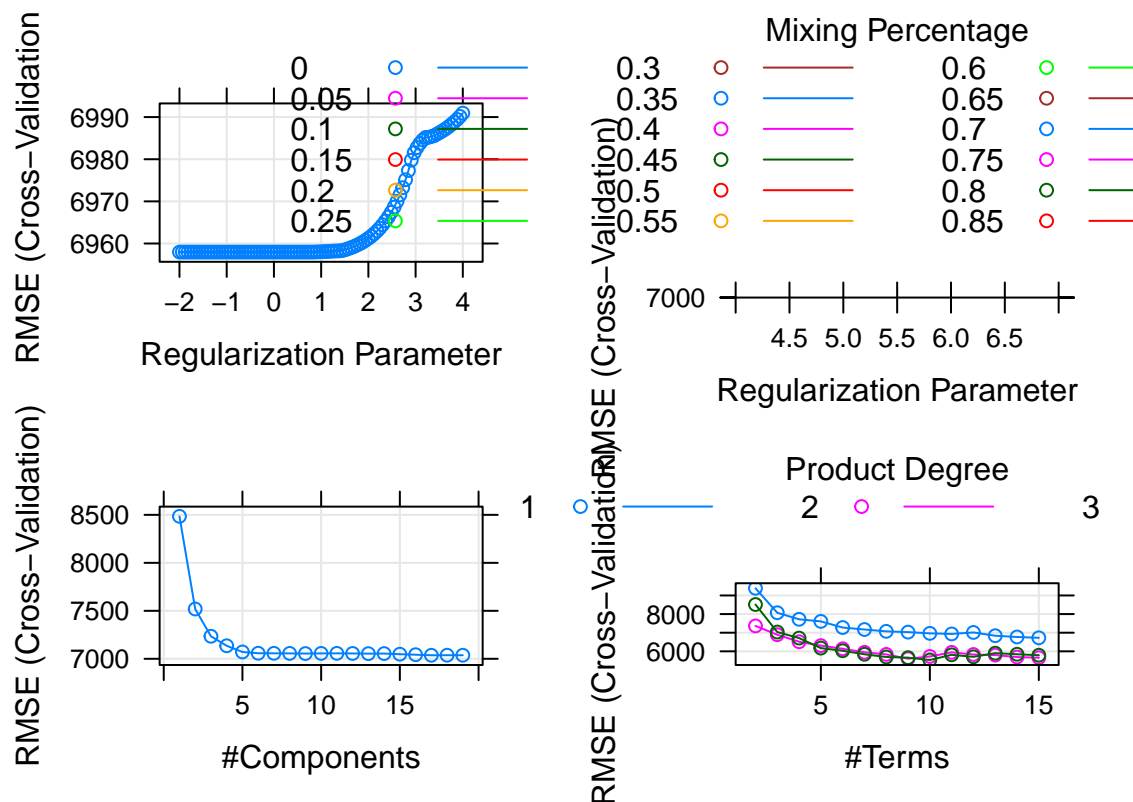 Mixing Percentage
0 0.3 0.6
0.05 0.35 0.65
0.1 0.4 0.7
0.15 0.45 0.75
0.2 0.5 0.8
0.25 0.55 0.85
RMSE (Cross−Validation
6990
6980
6970
6960
−2 −1 0 1 2 3 4
Regularization Parameter
RMSE (Cross−Validation)
7000
4.5 5.0 5.5 6.0 6.5
Regularization Parameter
RMSE (Cross−Validation)
8500
8000
7500
7000
5 10 15
#Components
Product Degree
1 2 3
RMSE (Cross−Validation)
8000
6000
5 10 15
#Terms